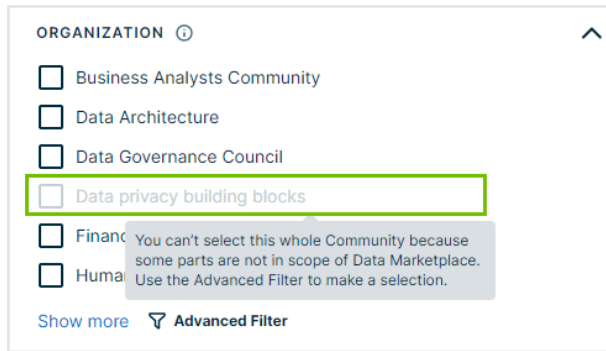 ORGANIZATION
Business Analysts Community
Data Architecture
Data Governance Council
Data privacy building blocks
You can't select this whole Community because
some parts are not in scope of Data Marketplace.
Use the Advanced Filter to make a selection.
Show more Advanced Filter